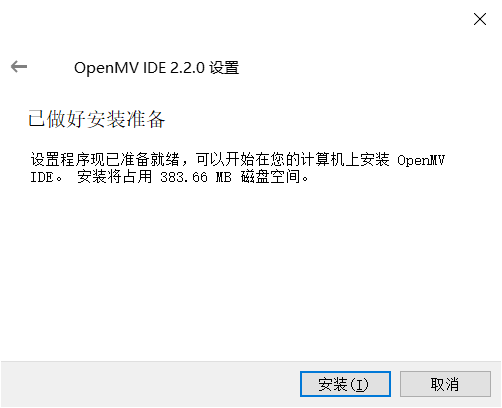 OpenMV IDE 2.2.0 设置
已做好安装准备
设置程序现已准备就绪，可以开始在您的计算机上安装 OpenMV
IDE。 安装将占用 383.66 MB 磁盘空间。
安装(I) 取消